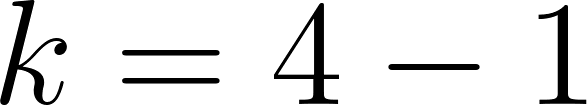 k = 4 − 1